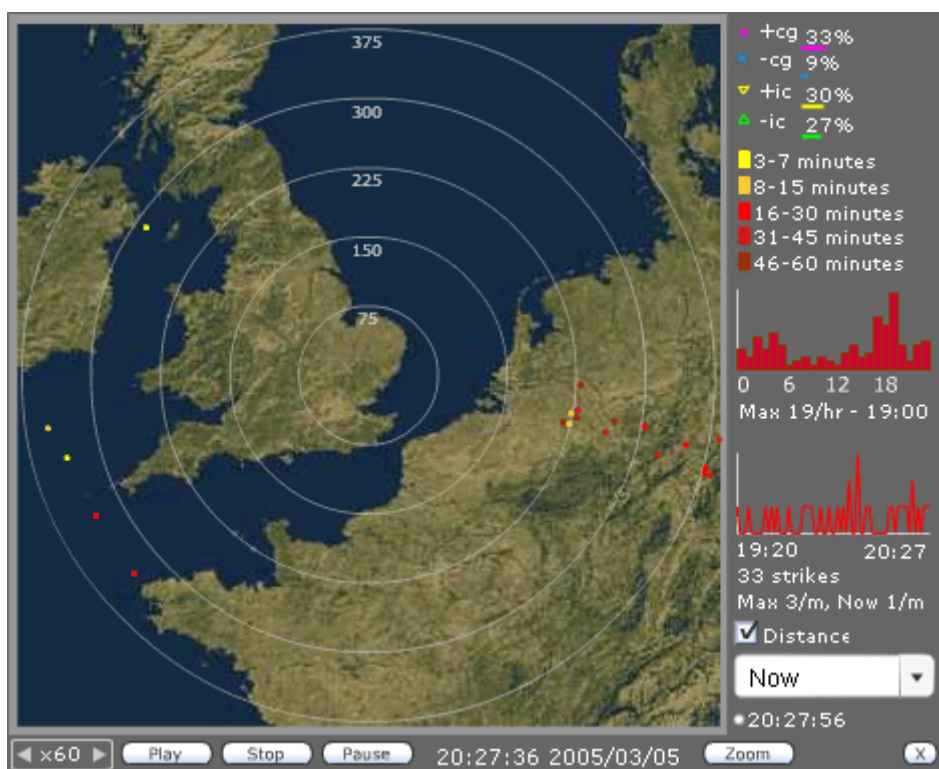 375
300
225
150
75
+cg 33%
-cg 9%
+ic 30%
-ic 27%
3-7 minutes
8-15 minutes
16-30 minutes
31-45 minutes
46-60 minutes
0 6 12 18
Max 19/hr - 19:00
19:20 20:27
33 strikes
Max 3/m, Now 1/m
Distance
Now
20:27:56
x60 Play Stop Pause 20:27:36 2005/03/05 Zoom X